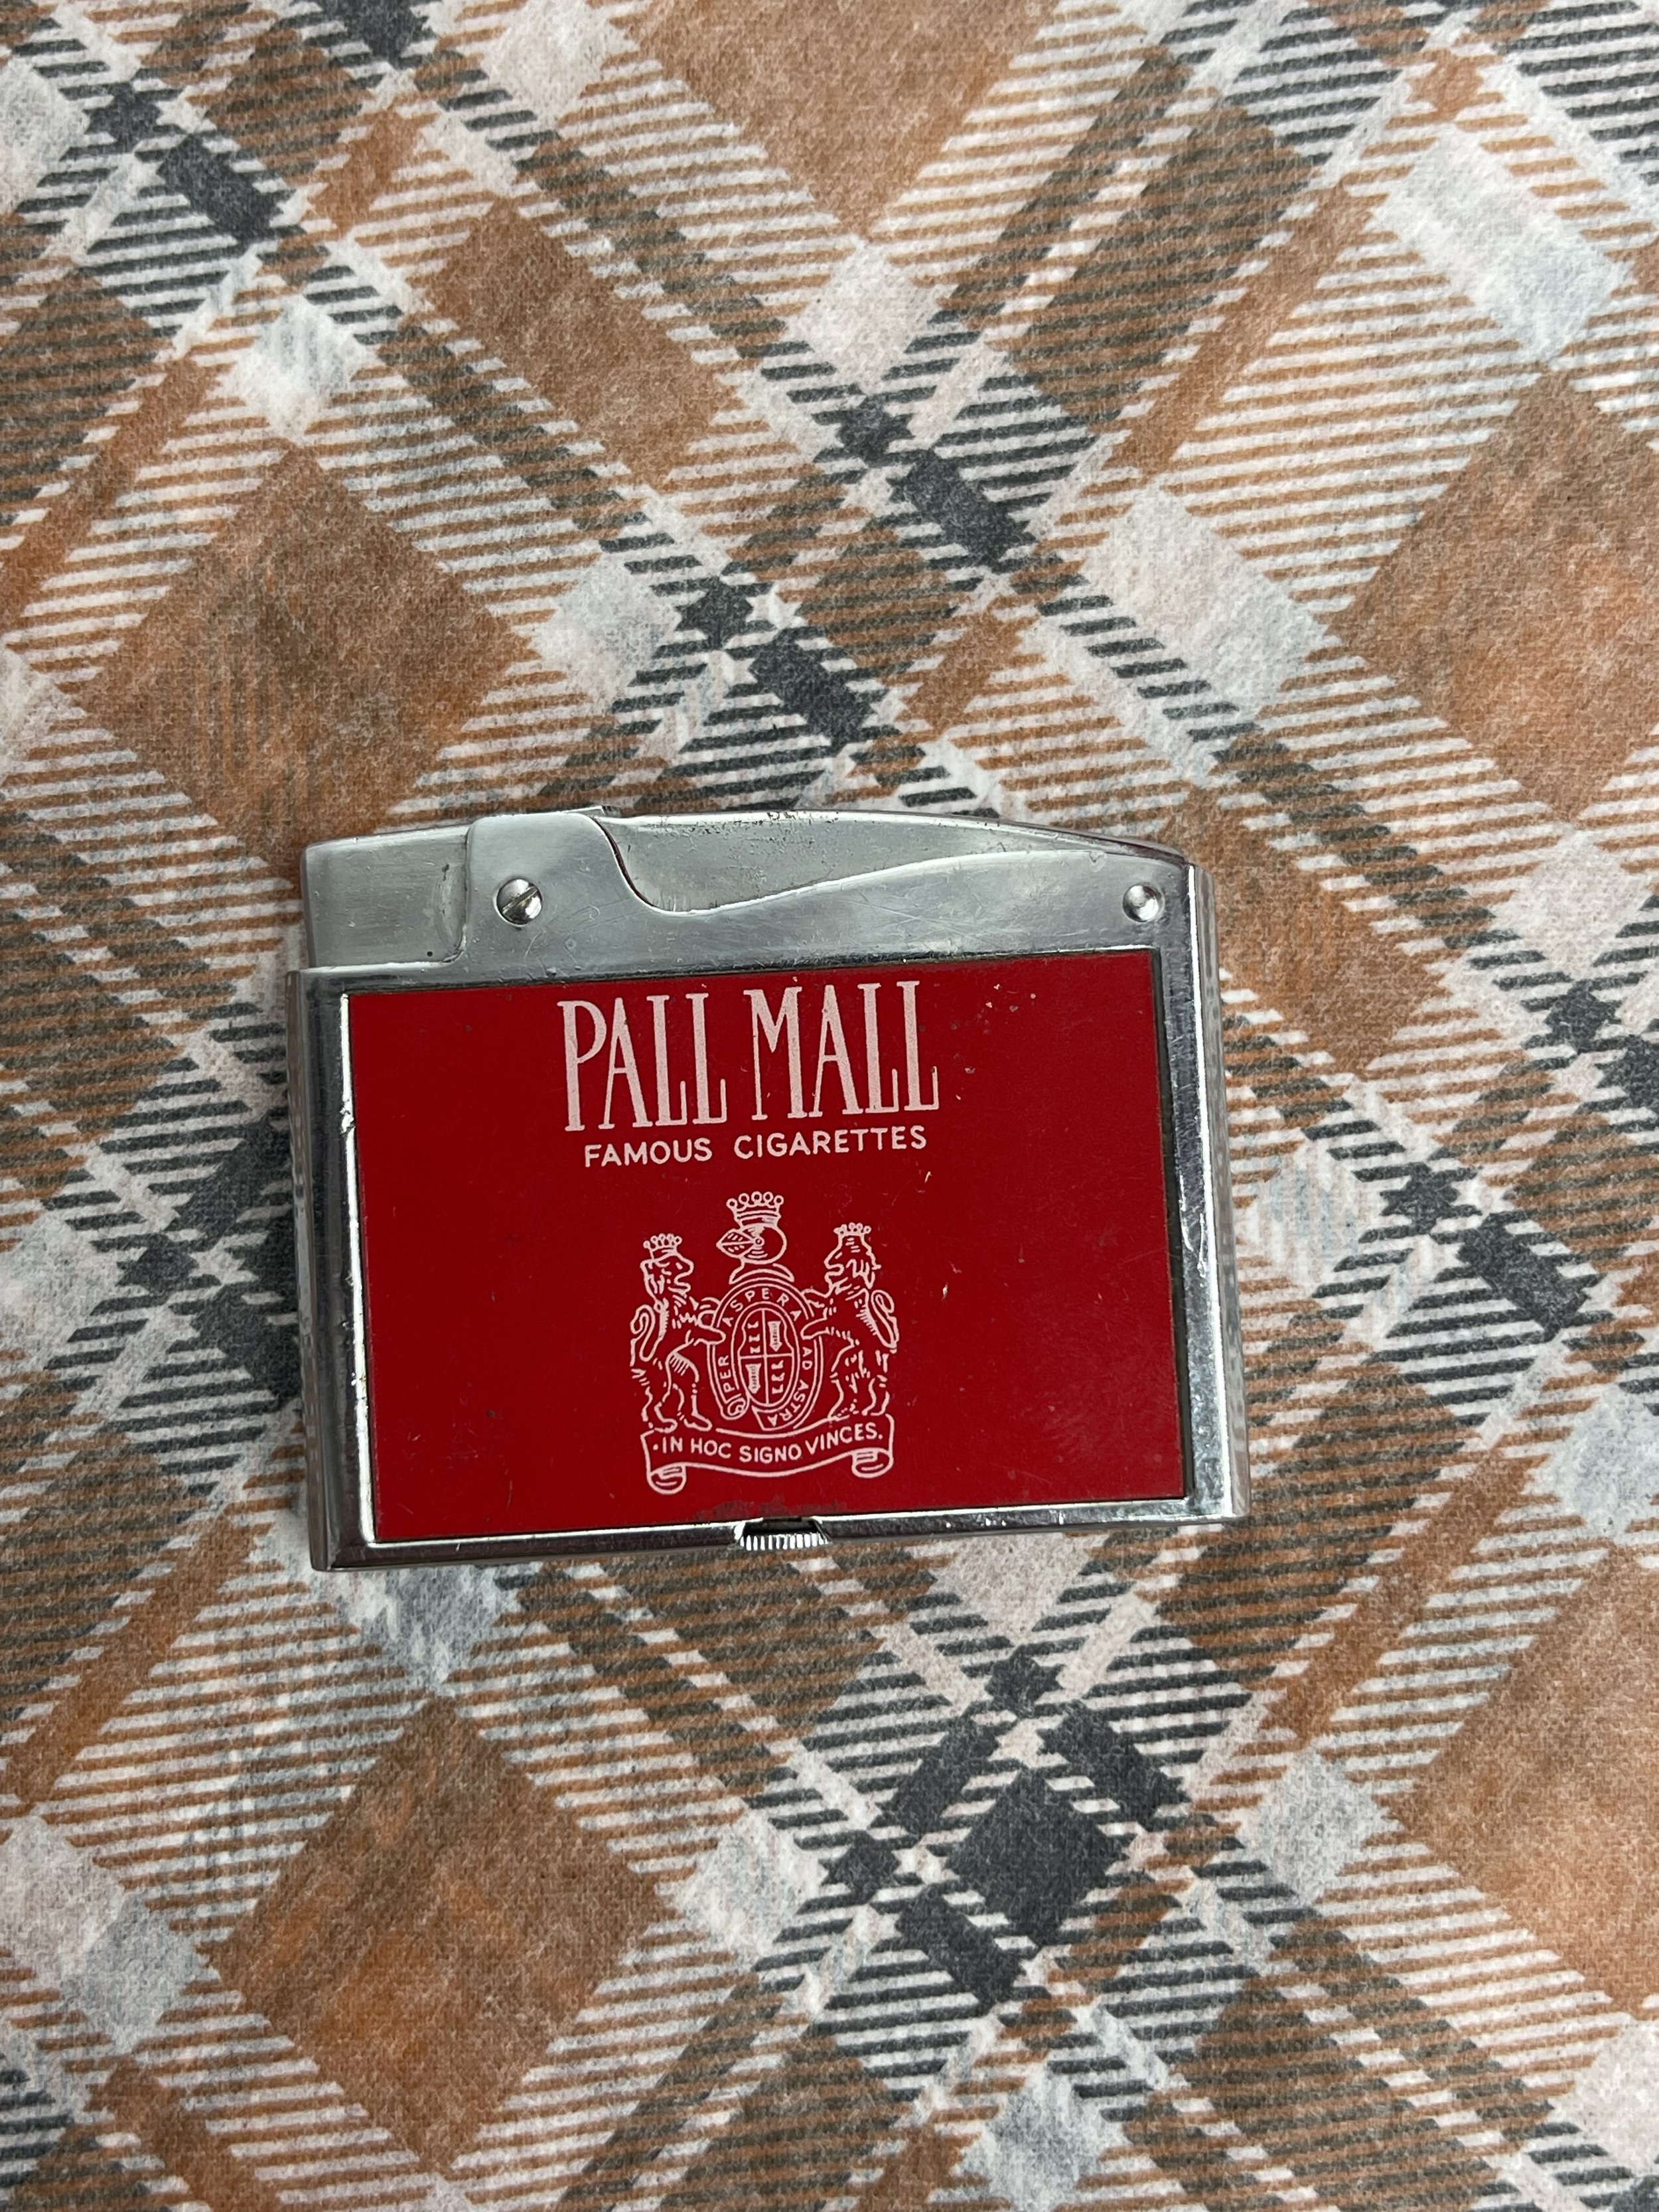 PALL MALL
FAMOUS CIGARETTES
PER ASPERA AD ASTRA
·IN HOC SIGNO VINCES.